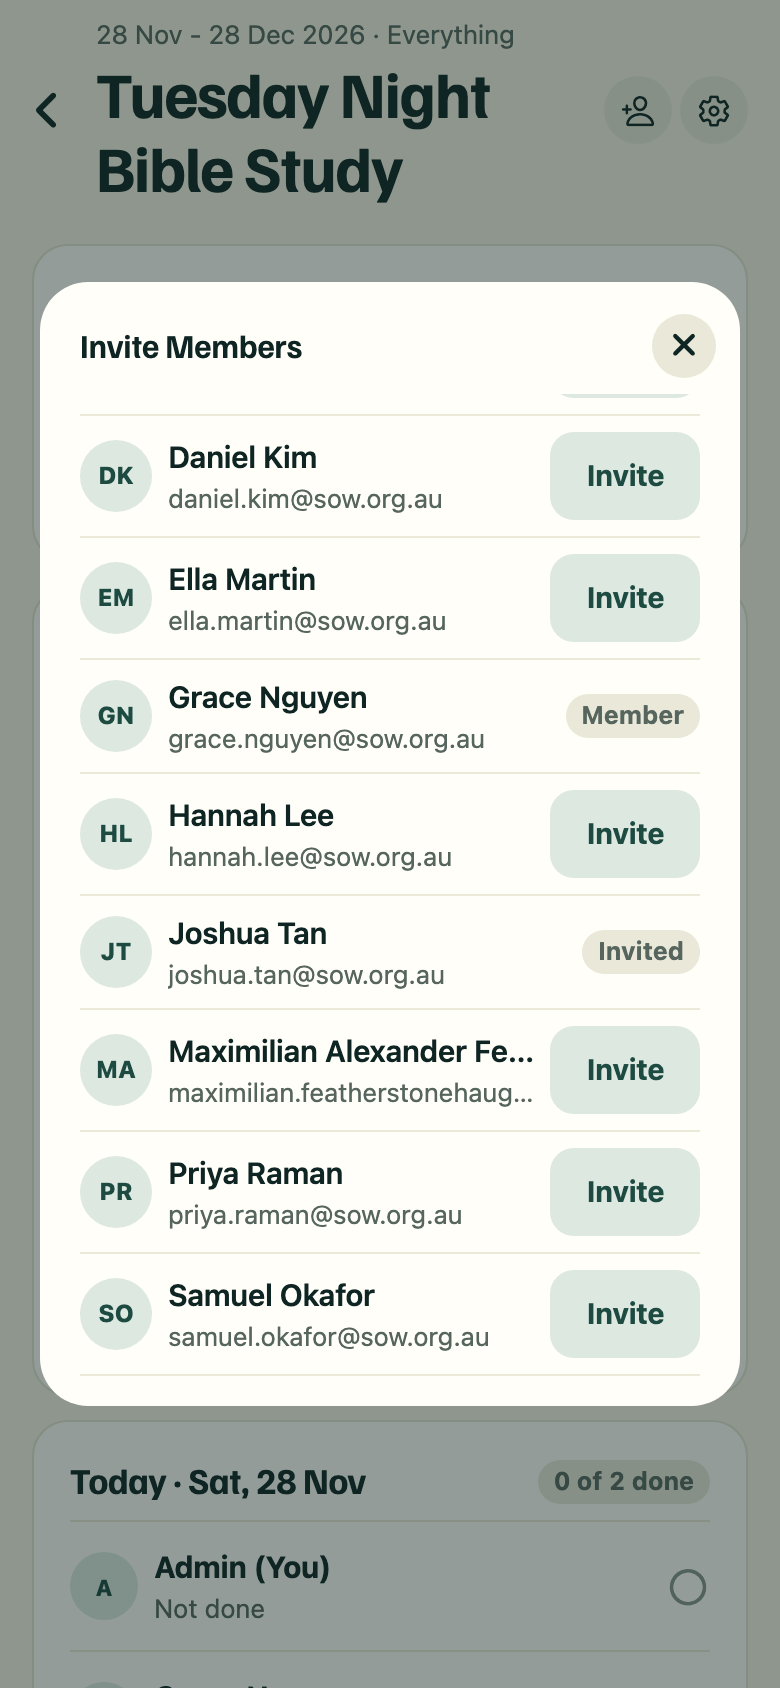 28 Nov - 28 Dec 2026 · Everything
Tuesday Night
Bible Study
Invite Members
DK
Daniel Kim
daniel.kim@sow.org.au
Invite
EM
Ella Martin
ella.martin@sow.org.au
Invite
GN
Grace Nguyen
grace.nguyen@sow.org.au
Member
HL
Hannah Lee
hannah.lee@sow.org.au
Invite
JT
Joshua Tan
joshua.tan@sow.org.au
Invited
MA
Maximilian Alexander Fe...
maximilian.featherstonehaug...
Invite
PR
Priya Raman
priya.raman@sow.org.au
Invite
SO
Samuel Okafor
samuel.okafor@sow.org.au
Invite
Today · Sat, 28 Nov
0 of 2 done
A
Admin (You)
Not done